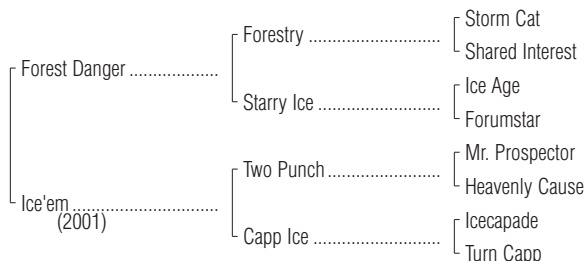 Storm Cat
Forestry ..............................
Shared Interest
Forest Danger ....................
Ice Age
Starry Ice ............................
Forumstar
Mr. Prospector
Two Punch .........................
Heavenly Cause
Ice'em .................................
(2001)
Icecapade
Capp Ice ............................
Turn Capp